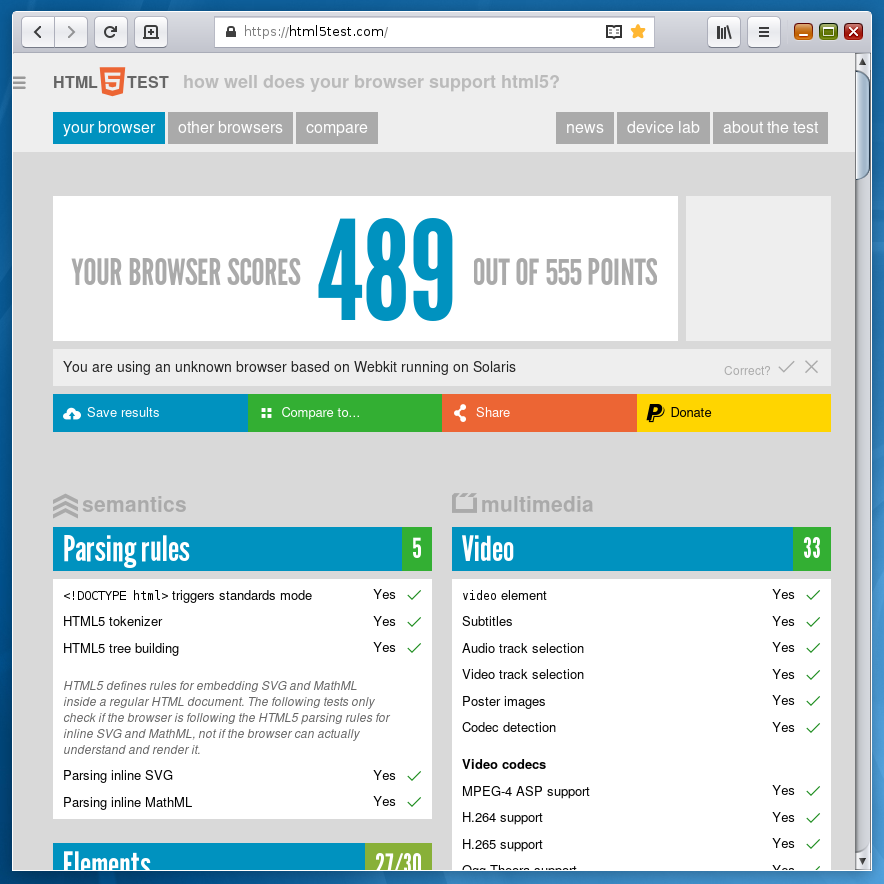 https://html5test.com/
HTML 5 TEST how well does your browser support html5?
your browser other browsers compare news device lab about the test
YOUR BROWSER SCORES 489 OUT OF 555 POINTS
You are using an unknown browser based on Webkit running on Solaris Correct?
Save results Compare to... Share Donate
semantics
Parsing rules 5
<!DOCTYPE html> triggers standards mode Yes
HTML5 tokenizer Yes
HTML5 tree building Yes
HTML5 defines rules for embedding SVG and MathML
inside a regular HTML document. The following tests only
check if the browser is following the HTML5 parsing rules for
inline SVG and MathML, not if the browser can actually
understand and render it.
Parsing inline SVG Yes
Parsing inline MathML Yes
Elements 27/30
multimedia
Video 33
video element Yes
Subtitles Yes
Audio track selection Yes
Video track selection Yes
Poster images Yes
Codec detection Yes
Video codecs
MPEG-4 ASP support Yes
H.264 support Yes
H.265 support Yes
Ogg Theora support Yes